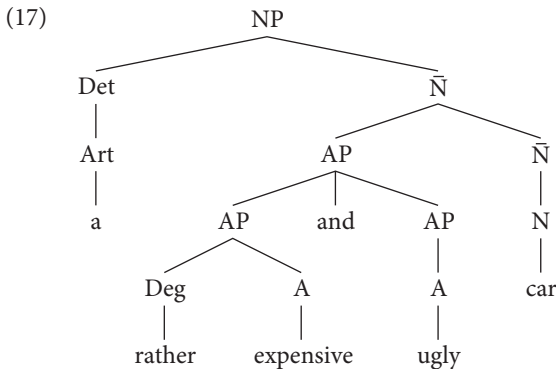 (17) NP
Det N̄
Art AP N̄
a AP and AP N
Deg A A car
rather expensive ugly